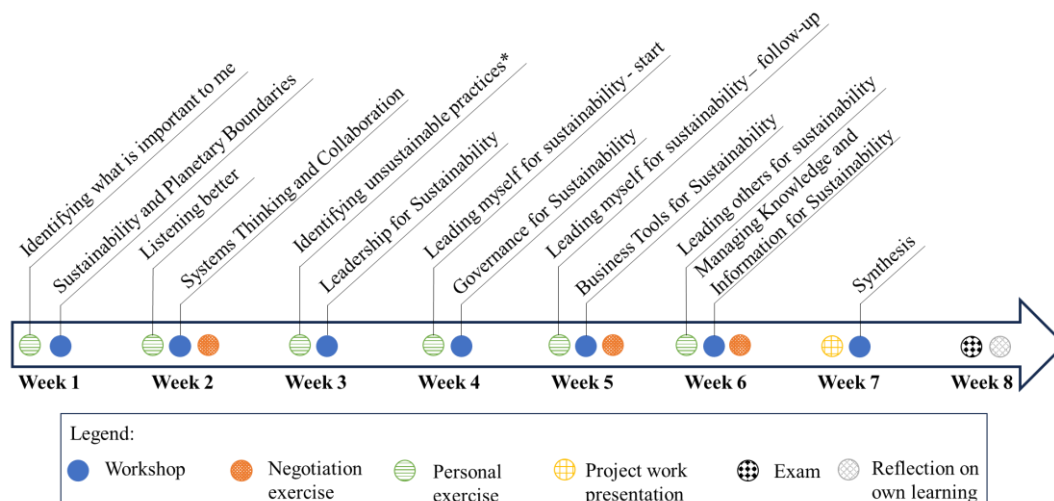 Identifying what is important to me
Sustainability and Planetary Boundaries
Listening better
Systems Thinking and Collaboration
Identifying unsustainable practices*
Leadership for Sustainability
Leading myself for sustainability - start
Governance for Sustainability
Leading myself for sustainability – follow-up
Business Tools for Sustainability
Leading others for sustainability
Managing Knowledge and
Information for Sustainability
Synthesis
Week 1
Week 2
Week 3
Week 4
Week 5
Week 6
Week 7
Week 8
Legend:
Workshop
Negotiation
exercise
Personal
exercise
Project work
presentation
Exam
Reflection on
own learning